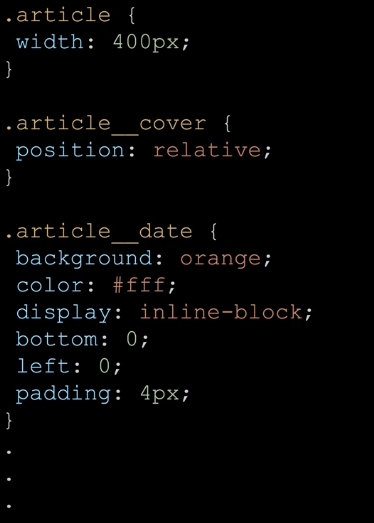 .article {
width: 400px;
}
.article__cover {
position: relative;
}
.article__date {
background: orange;
color: #fff;
display: inline-block;
bottom: 0;
left: 0;
padding: 4px;
}
.
.
.